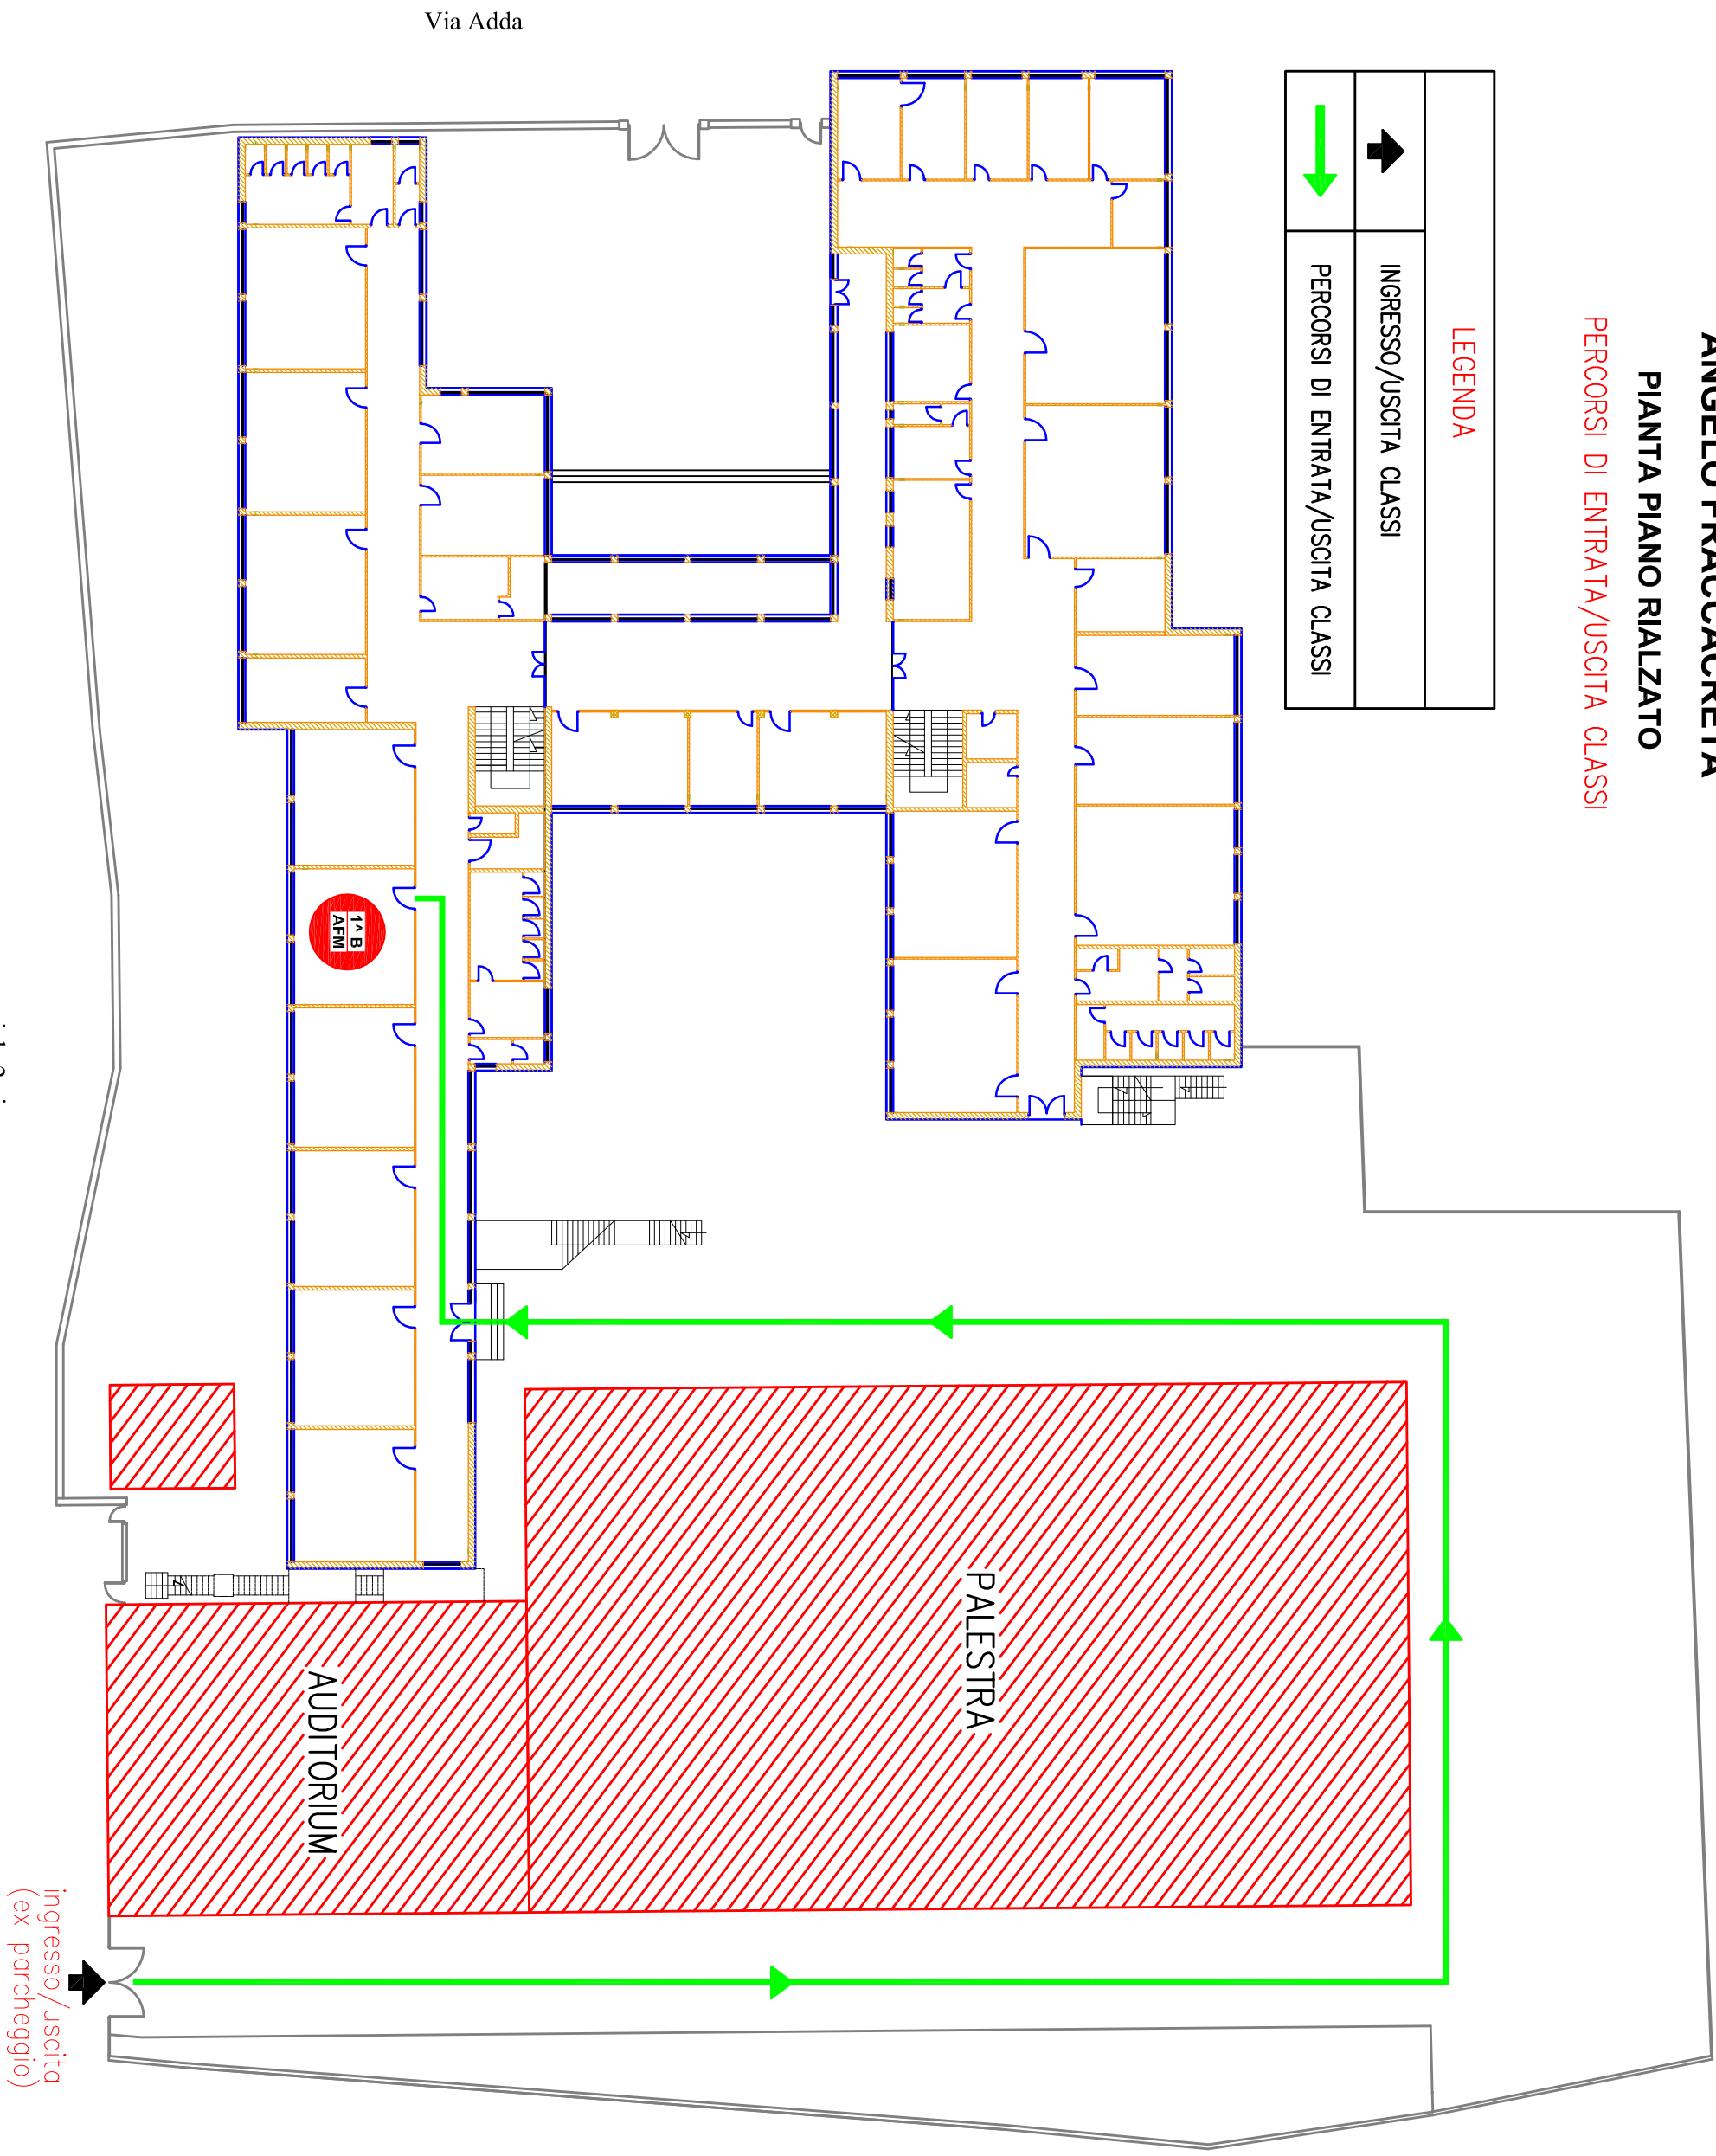 Via Adda
ANGELO FRACCACRETA
PIANTA PIANO RIALZATO
PERCORSI DI ENTRATA/USCITA CLASSI
LEGENDA
INGRESSO/USCITA CLASSI
PERCORSI DI ENTRATA/USCITA CLASSI
1^ B
AFM
PALESTRA
AUDITORIUM
ingresso/uscita
(ex parcheggio)